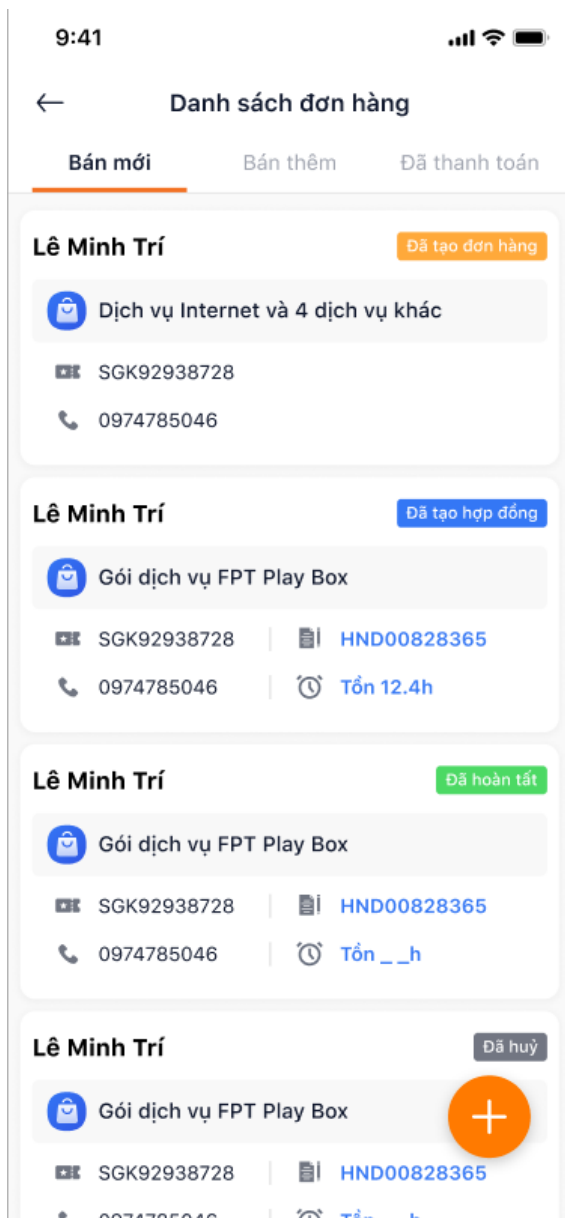 9:41
Danh sách đơn hàng
Bán mới Bán thêm Đã thanh toán
Lê Minh Trí Đã tạo đơn hàng
Dịch vụ Internet và 4 dịch vụ khác
SGK92938728
0974785046
Lê Minh Trí Đã tạo hợp đồng
Gói dịch vụ FPT Play Box
SGK92938728 HND00828365
0974785046 Tồn 12.4h
Lê Minh Trí Đã hoàn tất
Gói dịch vụ FPT Play Box
SGK92938728 HND00828365
0974785046 Tồn _ _h
Lê Minh Trí Đã huỷ
Gói dịch vụ FPT Play Box
SGK92938728 HND00828365